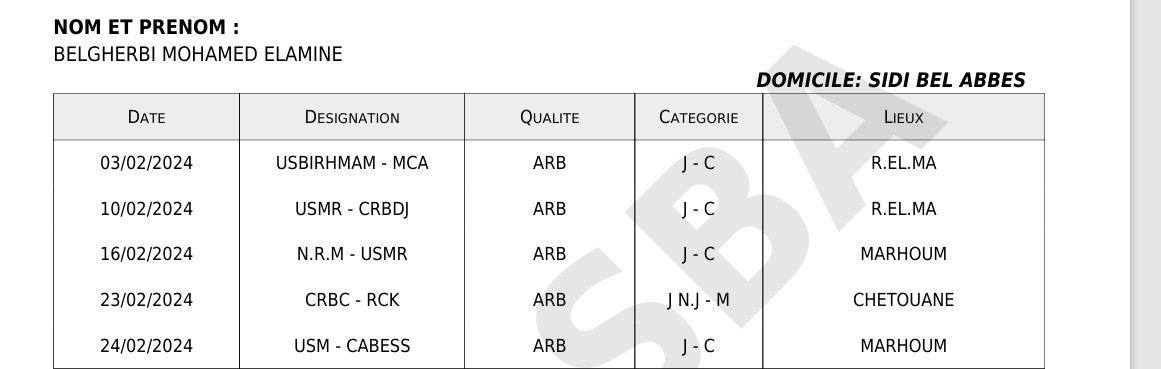 NOM ET PRENOM :
BELGHERBI MOHAMED ELAMINE
DOMICILE: SIDI BEL ABBES
DATE DESIGNATION QUALITE CATEGORIE LIEUX
03/02/2024 USBIRHMAM - MCA ARB J - C R.EL.MA
10/02/2024 USMR - CRBDJ ARB J - C R.EL.MA
16/02/2024 N.R.M - USMR ARB J - C MARHOUM
23/02/2024 CRBC - RCK ARB J N.J - M CHETOUANE
24/02/2024 USM - CABESS ARB J - C MARHOUM
SBA